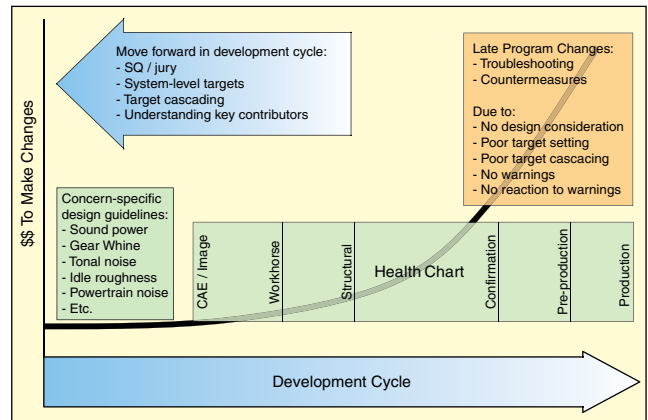 $$ To Make Changes
Move forward in development cycle:
- SQ / jury
- System-level targets
- Target cascading
- Understanding key contributors
Late Program Changes:
- Troubleshooting
- Countermeasures
Due to:
- No design consideration
- Poor target setting
- Poor target cascacing
- No warnings
- No reaction to warnings
Concern-specific
design guidelines:
- Sound power
- Gear Whine
- Tonal noise
- Idle roughness
- Powertrain noise
- Etc.
CAE / Image
Workhorse
Structural
Health Chart
Confirmation
Pre-production
Production
Development Cycle